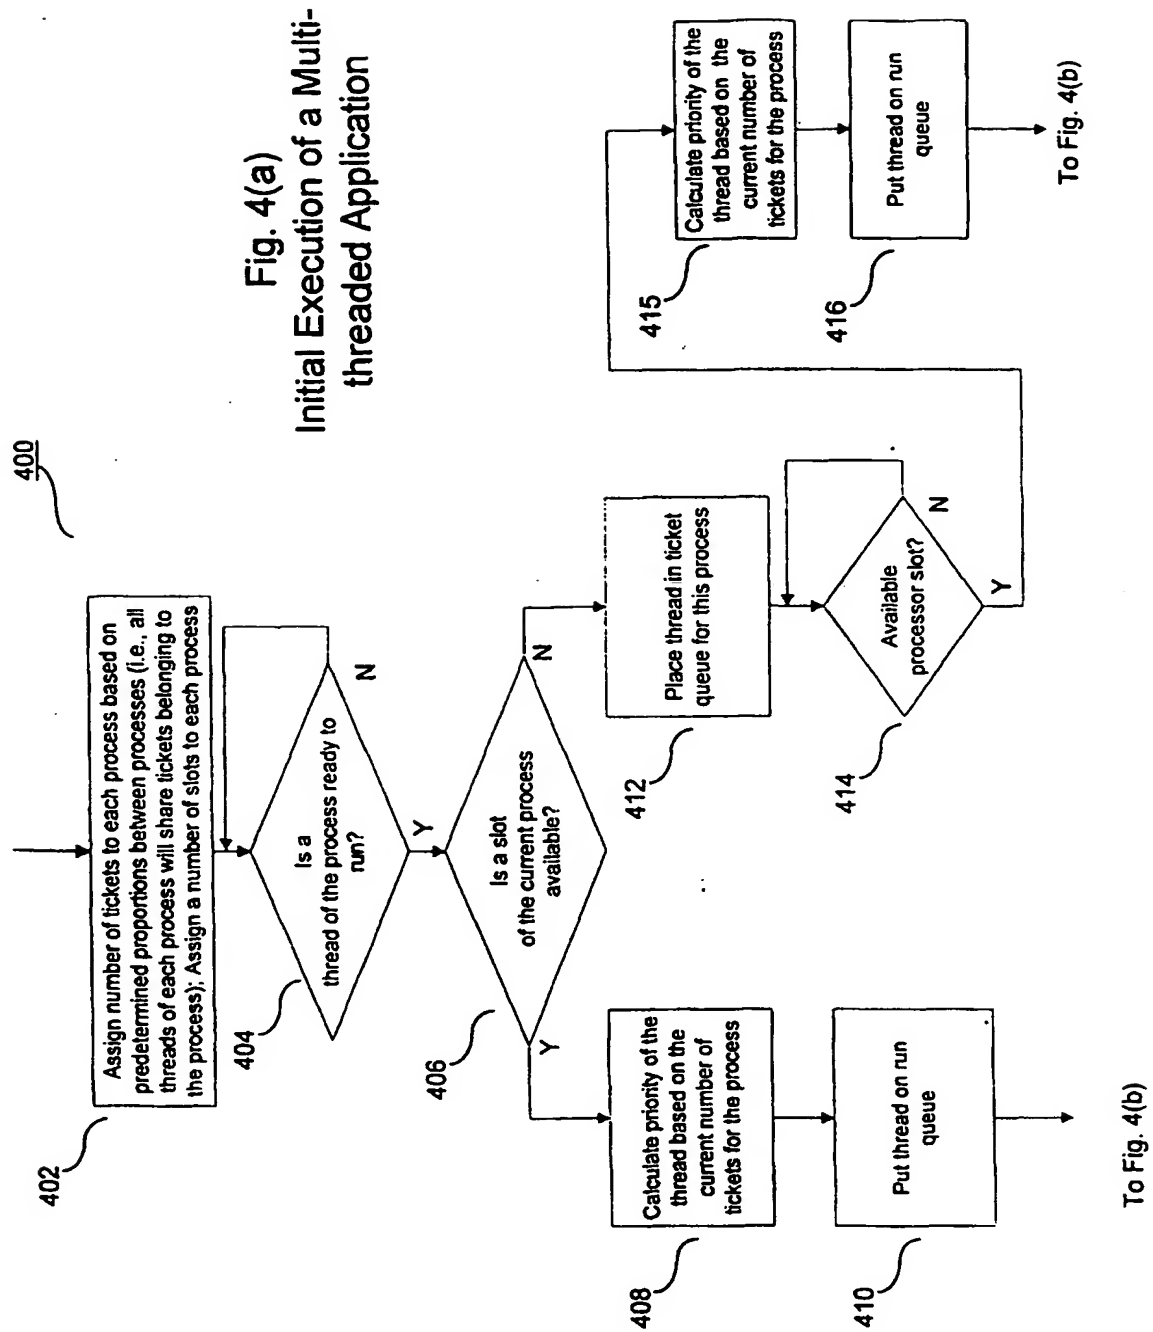 Fig. 4(a)
Initial Execution of a Multi-
threaded Application
400
402
Assign number of tickets to each process based on
predetermined proportions between processes (i.e., all
threads of each process will share tickets belonging to
the process); Assign a number of slots to each process
404
Is a
thread of the process ready to
run?
N
Y
406
Is a slot
of the current process
available?
Y
N
408
Calculate priority of the
thread based on the
current number of
tickets for the process
410
Put thread on run
queue
To Fig. 4(b)
412
Place thread in ticket
queue for this process
414
Available
processor slot?
N
Y
415
Calculate priority of the
thread based on the
current number of
tickets for the process
416
Put thread on run
queue
To Fig. 4(b)